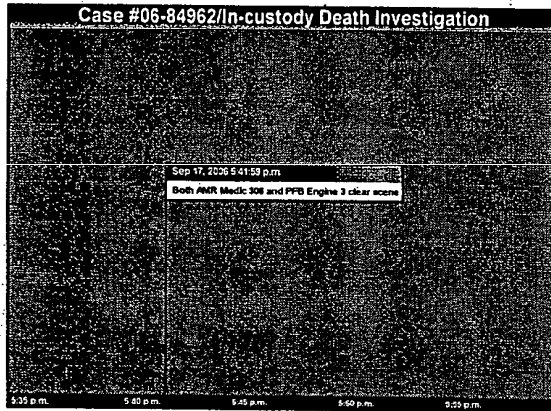 Case #06-84962/In-custody Death Investigation
Sep 17, 2006 5:41:59 p.m.
Both AMR Medic 306 and PFB Engine 3 clear scene
5:35 p.m. 5:40 p.m. 5:45 p.m. 5:50 p.m. 5:55 p.m.